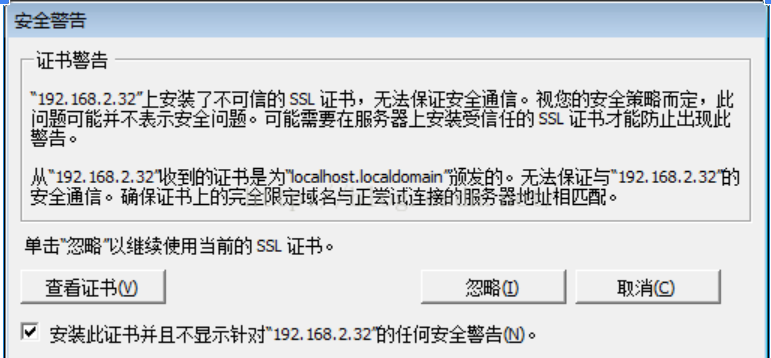 安全警告
证书警告
“192.168.2.32”上安装了不可信的 SSL 证书，无法保证安全通信。视您的安全策略而定，此
问题可能并不表示安全问题。可能需要在服务器上安装受信任的 SSL 证书才能防止出现此
警告。
从“192.168.2.32”收到的证书是为“localhost.localdomain”颁发的。无法保证与“192.168.2.32”的
安全通信。确保证书上的完全限定域名与正尝试连接的服务器地址相匹配。
单击“忽略”以继续使用当前的 SSL 证书。
查看证书(V)
忽略(I)
取消(C)
安装此证书并且不显示针对“192.168.2.32”的任何安全警告(N)。